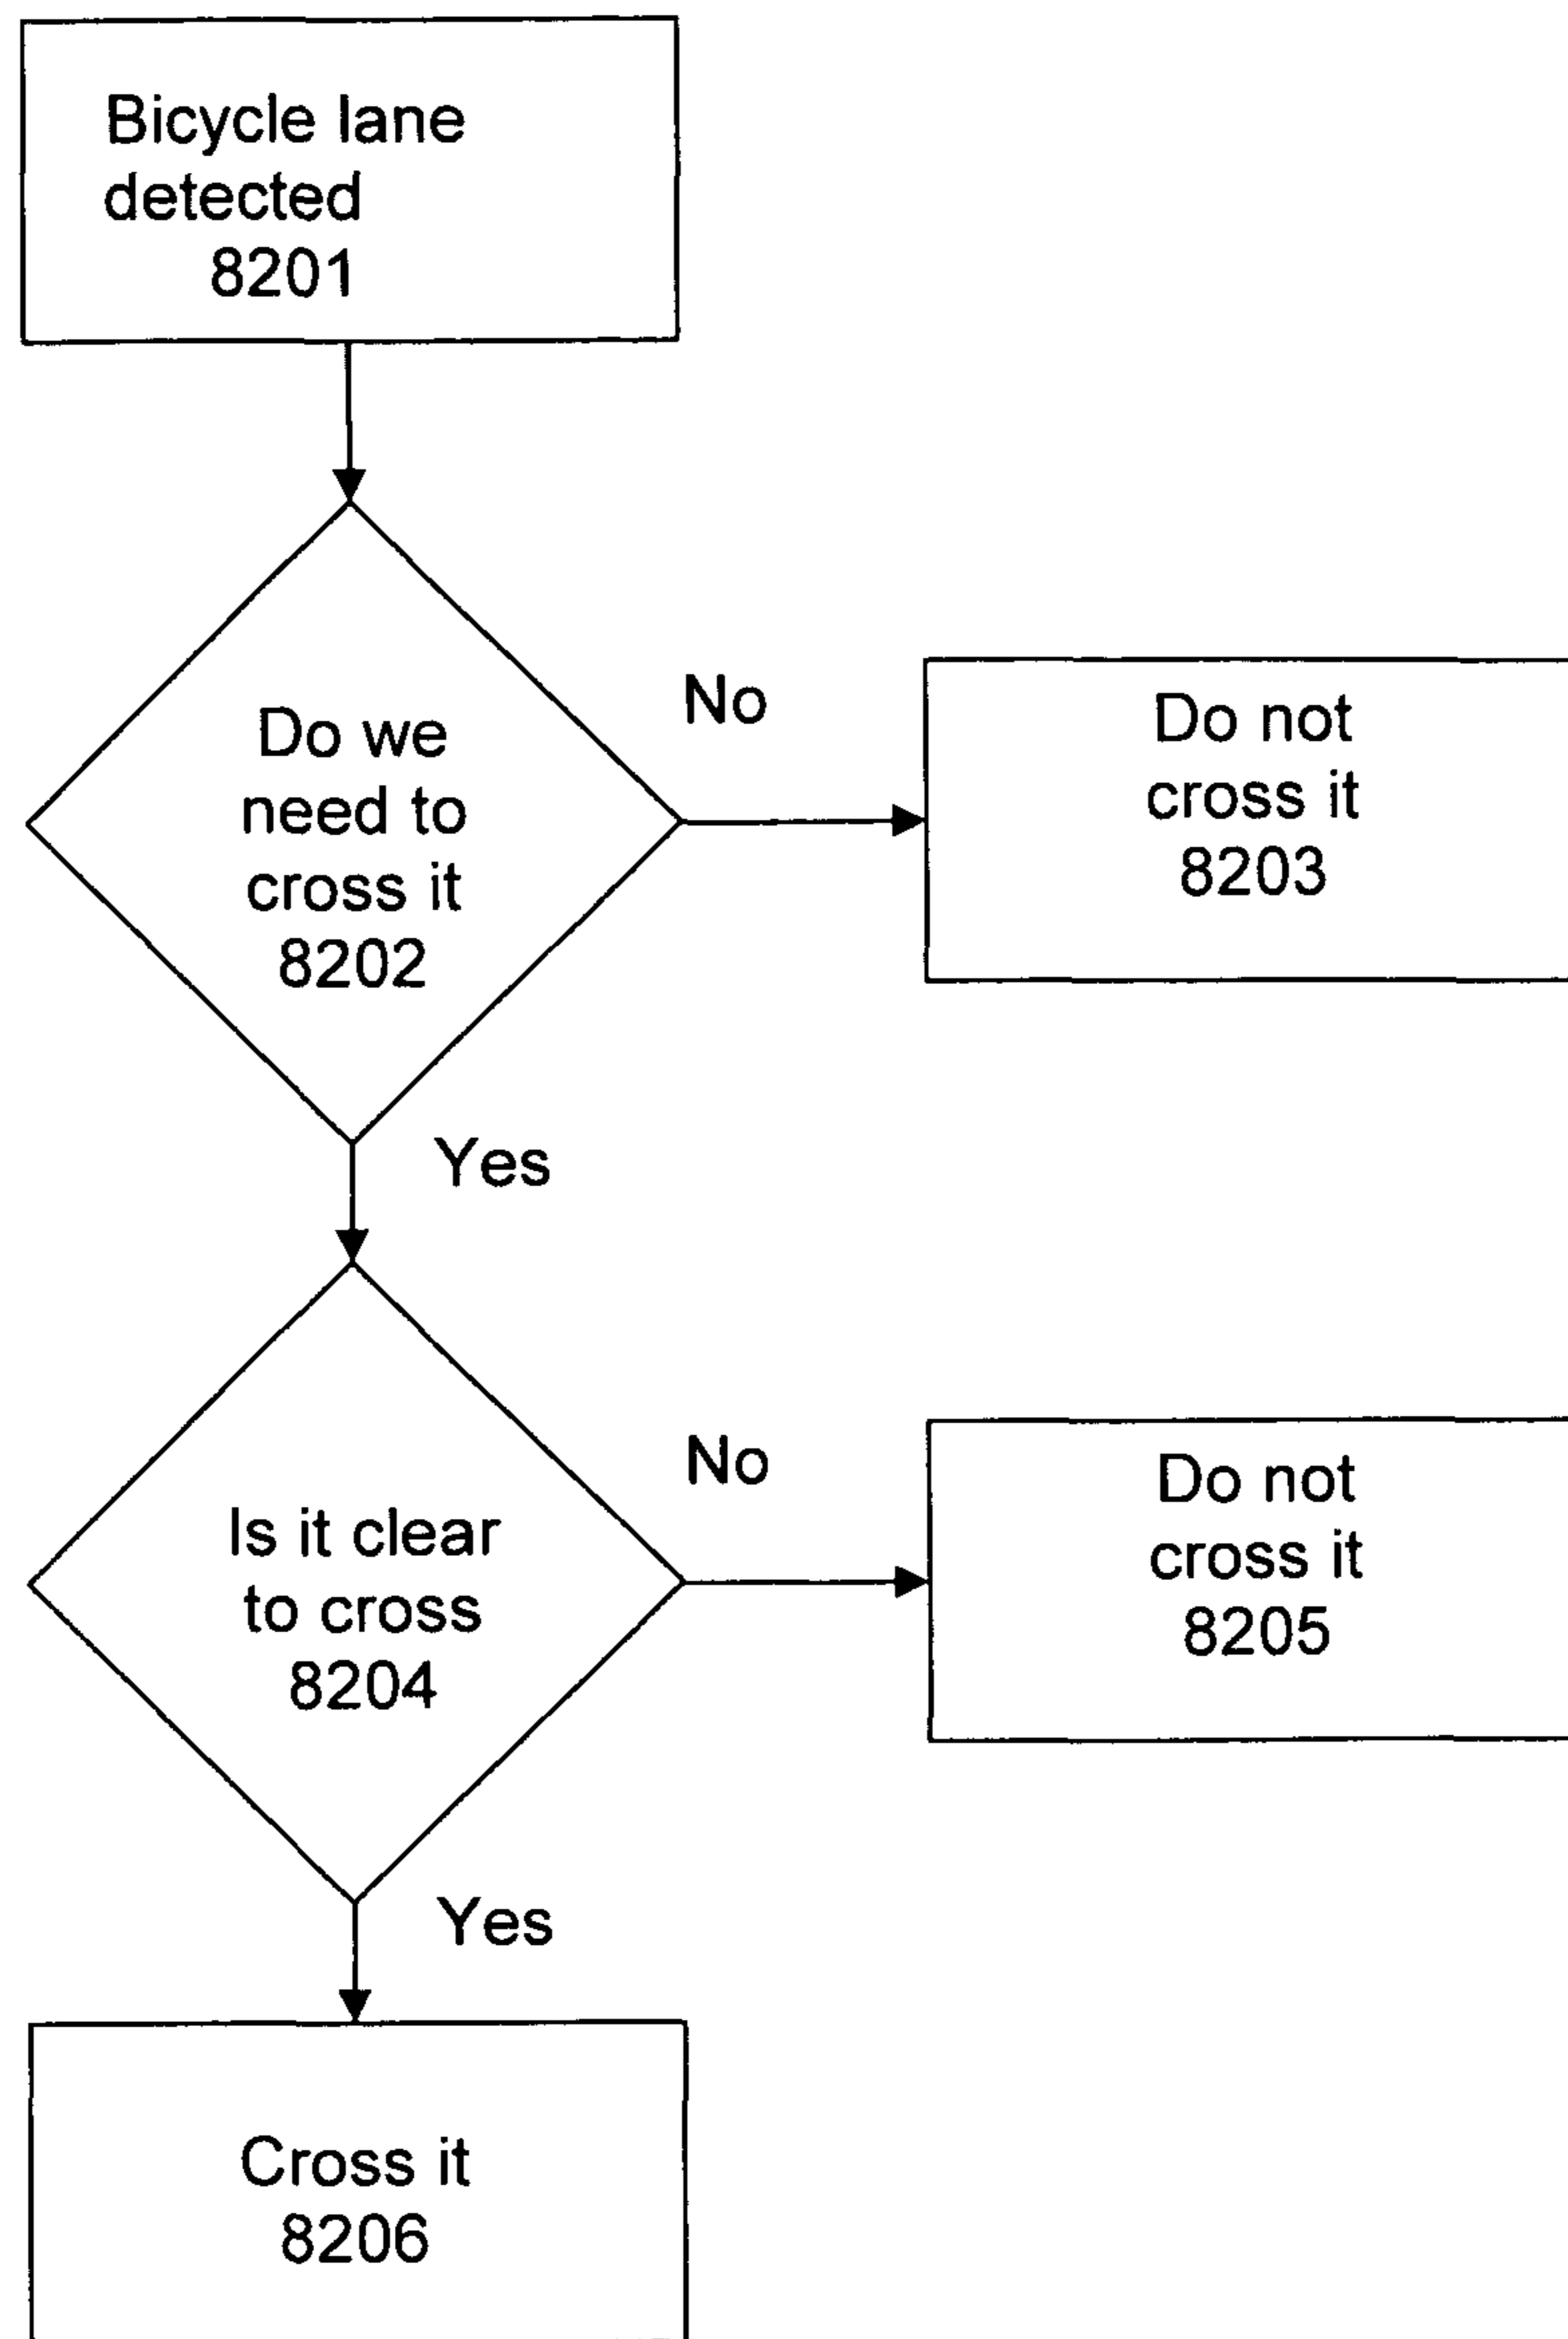 Bicycle lane
detected
8201
Do we
need to
cross it
8202
No
Do not
cross it
8203
Yes
Is it clear
to cross
8204
No
Do not
cross it
8205
Yes
Cross it
8206